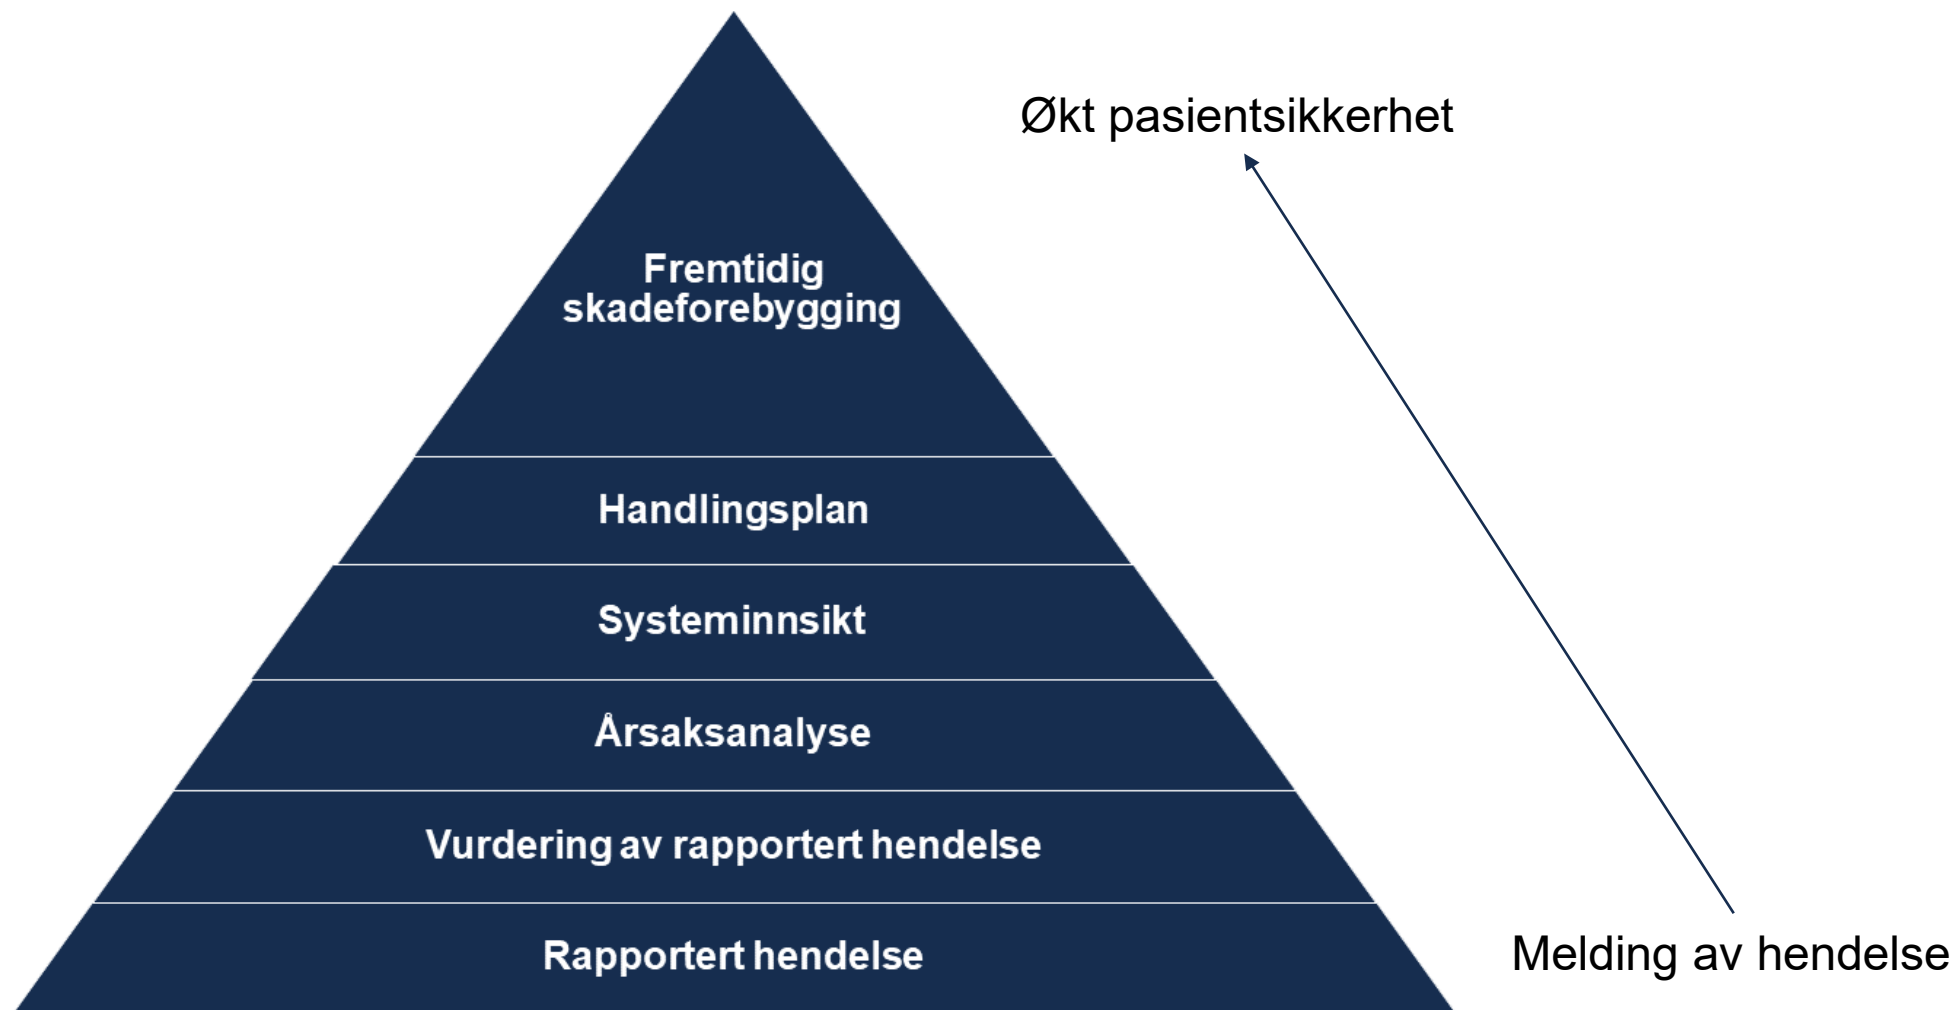 Økt pasientsikkerhet
Fremtidig
skadeforebygging
Handlingsplan
Systeminnsikt
Årsaksanalyse
Vurdering av rapportert hendelse
Rapportert hendelse
Melding av hendelse